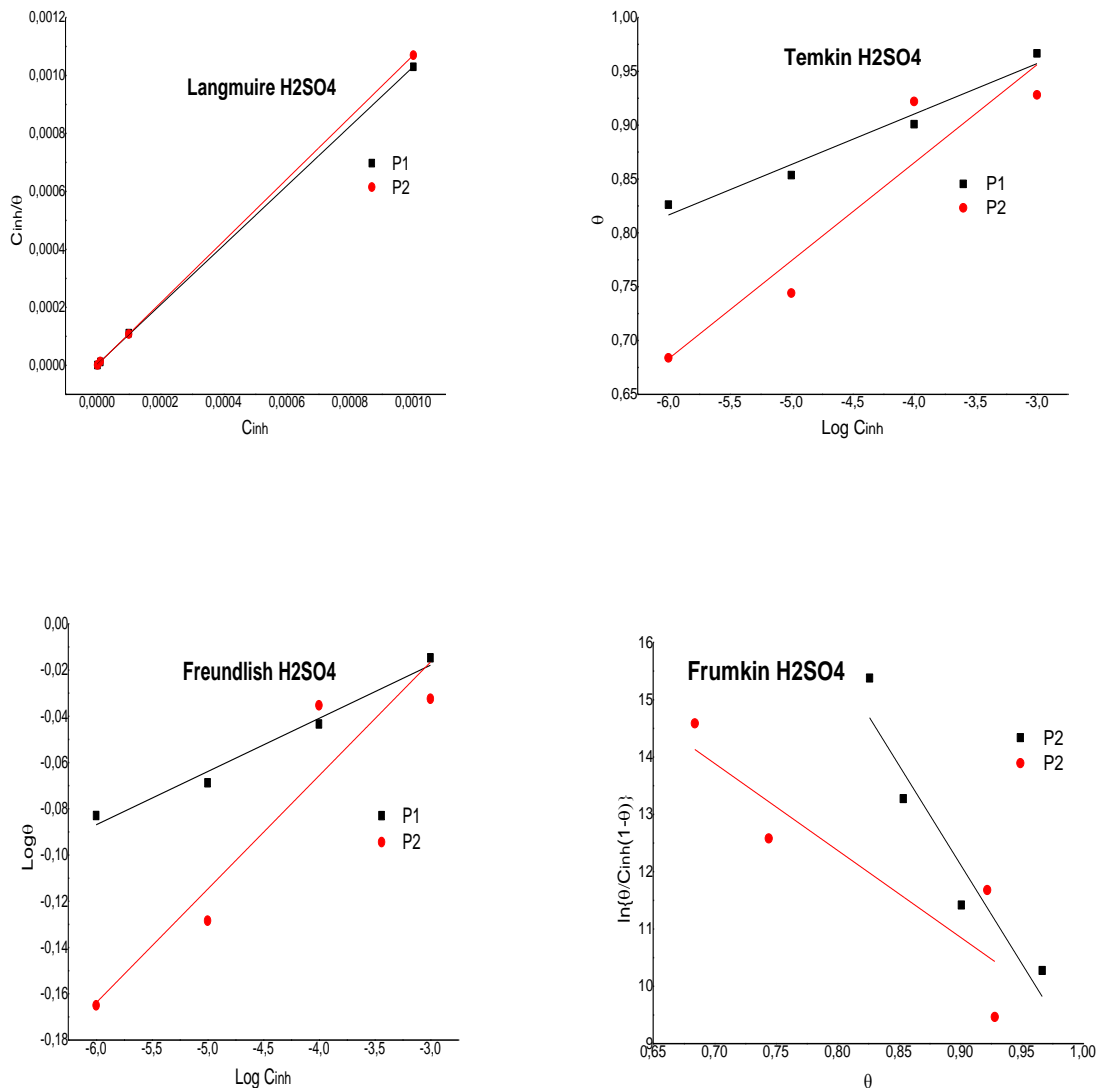 Langmuire H2SO4
0,0012
0,0010
0,0008
0,0006
0,0004
0,0002
0,0000
Cinh/θ
P1
P2
0,0000 0,0002 0,0004 0,0006 0,0008 0,0010
Cinh
Temkin H2SO4
1,00
0,95
0,90
0,85
0,80
0,75
0,70
0,65
θ
P1
P2
-6,0 -5,5 -5,0 -4,5 -4,0 -3,5 -3,0
Log Cinh
Freundlish H2SO4
0,00
-0,02
-0,04
-0,06
-0,08
-0,10
-0,12
-0,14
-0,16
-0,18
Logθ
P1
P2
-6,0 -5,5 -5,0 -4,5 -4,0 -3,5 -3,0
Log Cinh
Frumkin H2SO4
16
15
14
13
12
11
10
9
ln{θ/Cinh(1-θ)}
P2
P2
0,65 0,70 0,75 0,80 0,85 0,90 0,95 1,00
θ